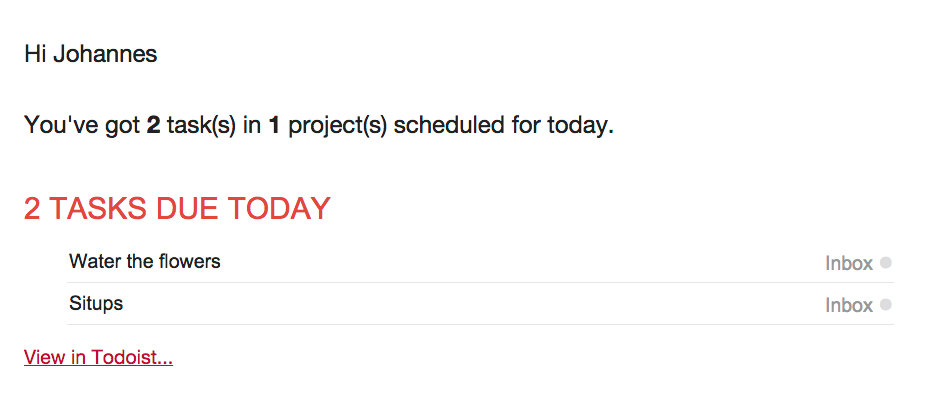 Hi Johannes
You've got 2 task(s) in 1 project(s) scheduled for today.
2 TASKS DUE TODAY
Water the flowers Inbox
Situps Inbox
View in Todoist...